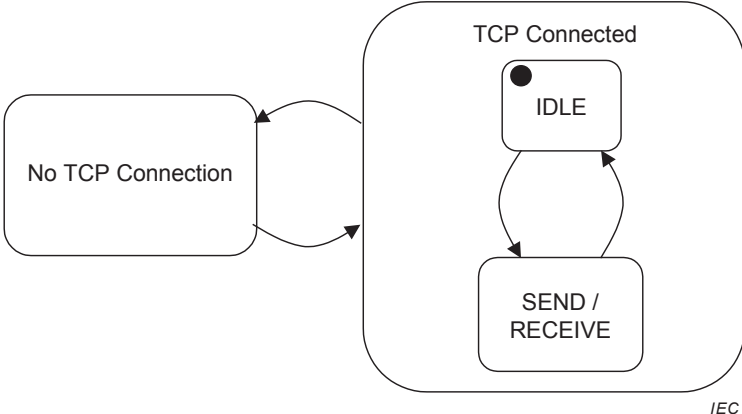 TCP Connected
IDLE
No TCP Connection
SEND /
RECEIVE
IEC